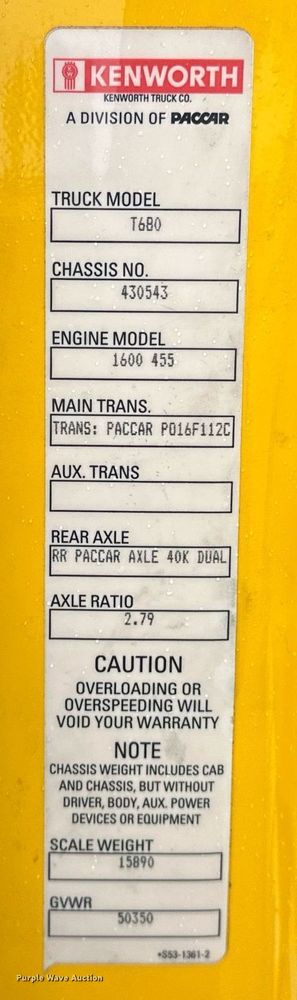 KENWORTH
KENWORTH TRUCK CO.
A DIVISION OF PACCAR
TRUCK MODEL
T680
CHASSIS NO.
430543
ENGINE MODEL
1600 455
MAIN TRANS.
TRANS: PACCAR PO16F112C
AUX. TRANS
REAR AXLE
RR PACCAR AXLE 40K DUAL
AXLE RATIO
2.79
CAUTION
OVERLOADING OR
OVERSPEEDING WILL
VOID YOUR WARRANTY
NOTE
CHASSIS WEIGHT INCLUDES CAB
AND CHASSIS, BUT WITHOUT
DRIVER, BODY, AUX. POWER
DEVICES OR EQUIPMENT
SCALE WEIGHT
15890
GVWR
50350
•S53-1361-2
Purple Wave Auction